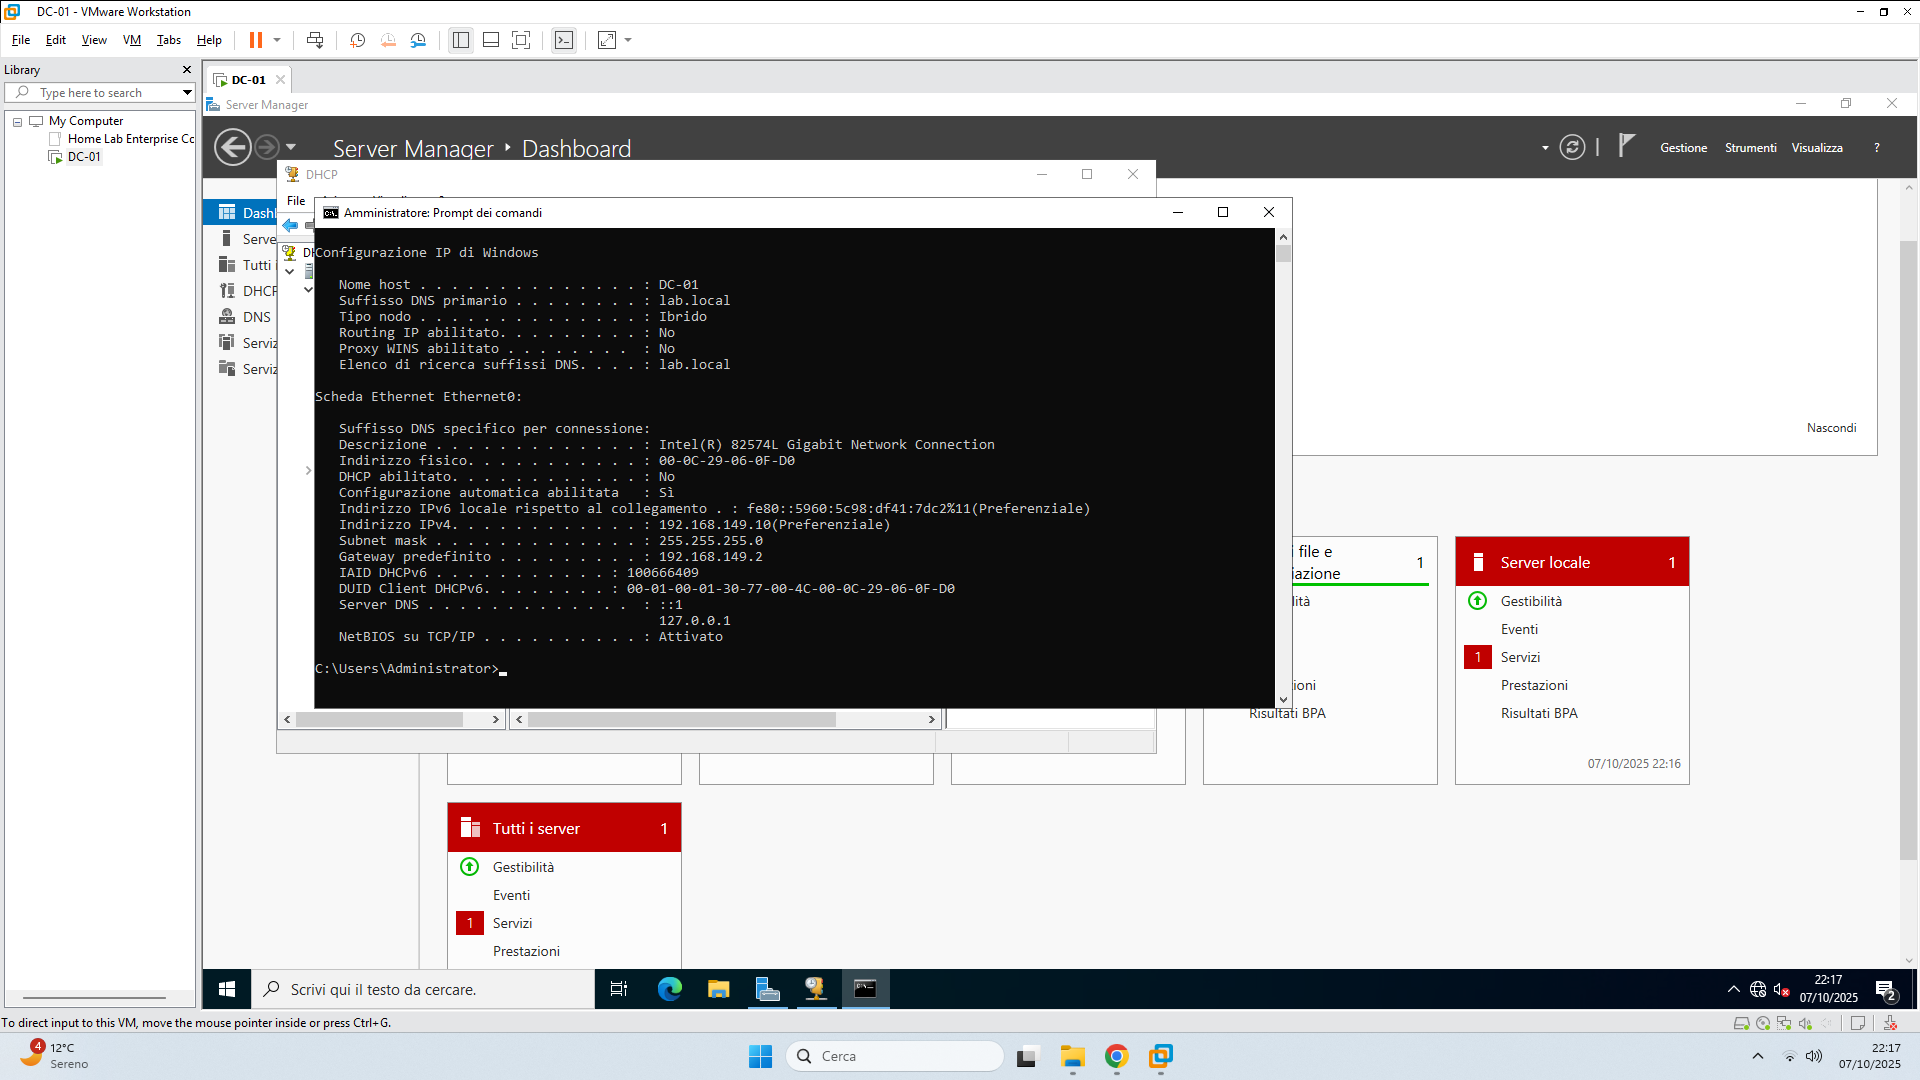 DC-01 - VMware Workstation
File Edit View VM Tabs Help
Library
Type here to search
My Computer
Home Lab Enterprise Cc
DC-01
DC-01
Server Manager
Server Manager ‣ Dashboard
Gestione Strumenti Visualizza ?
Dashl
Serve
Tutti i
DHCP
DNS
Serviz
Serviz
DHCP
File
DH
Amministratore: Prompt dei comandi
Configurazione IP di Windows
Nome host . . . . . . . . . . . . . . : DC-01
Suffisso DNS primario . . . . . . . . : lab.local
Tipo nodo . . . . . . . . . . . . . . : Ibrido
Routing IP abilitato. . . . . . . . . : No
Proxy WINS abilitato . . . . . . . . : No
Elenco di ricerca suffissi DNS. . . . : lab.local
Scheda Ethernet Ethernet0:
Suffisso DNS specifico per connessione:
Descrizione . . . . . . . . . . . . . : Intel(R) 82574L Gigabit Network Connection
Indirizzo fisico. . . . . . . . . . . : 00-0C-29-06-0F-D0
DHCP abilitato. . . . . . . . . . . . : No
Configurazione automatica abilitata : Sì
Indirizzo IPv6 locale rispetto al collegamento . : fe80::5960:5c98:df41:7dc2%11(Preferenziale)
Indirizzo IPv4. . . . . . . . . . . . : 192.168.149.10(Preferenziale)
Subnet mask . . . . . . . . . . . . . : 255.255.255.0
Gateway predefinito . . . . . . . . . : 192.168.149.2
IAID DHCPv6 . . . . . . . . . . . : 100666409
DUID Client DHCPv6. . . . . . . . : 00-01-00-01-30-77-00-4C-00-0C-29-06-0F-D0
Server DNS . . . . . . . . . . . . . : ::1
127.0.0.1
NetBIOS su TCP/IP . . . . . . . . . . : Attivato
C:\Users\Administrator>
Nascondi
i file e
iazione 1
ilità
ioni
Risultati BPA
Server locale 1
Gestibilità
Eventi
1 Servizi
Prestazioni
Risultati BPA
07/10/2025 22:16
Tutti i server 1
Gestibilità
Eventi
1 Servizi
Prestazioni
Scrivi qui il testo da cercare.
22:17
07/10/2025
2
To direct input to this VM, move the mouse pointer inside or press Ctrl+G.
4
12°C
Sereno
Cerca
22:17
07/10/2025